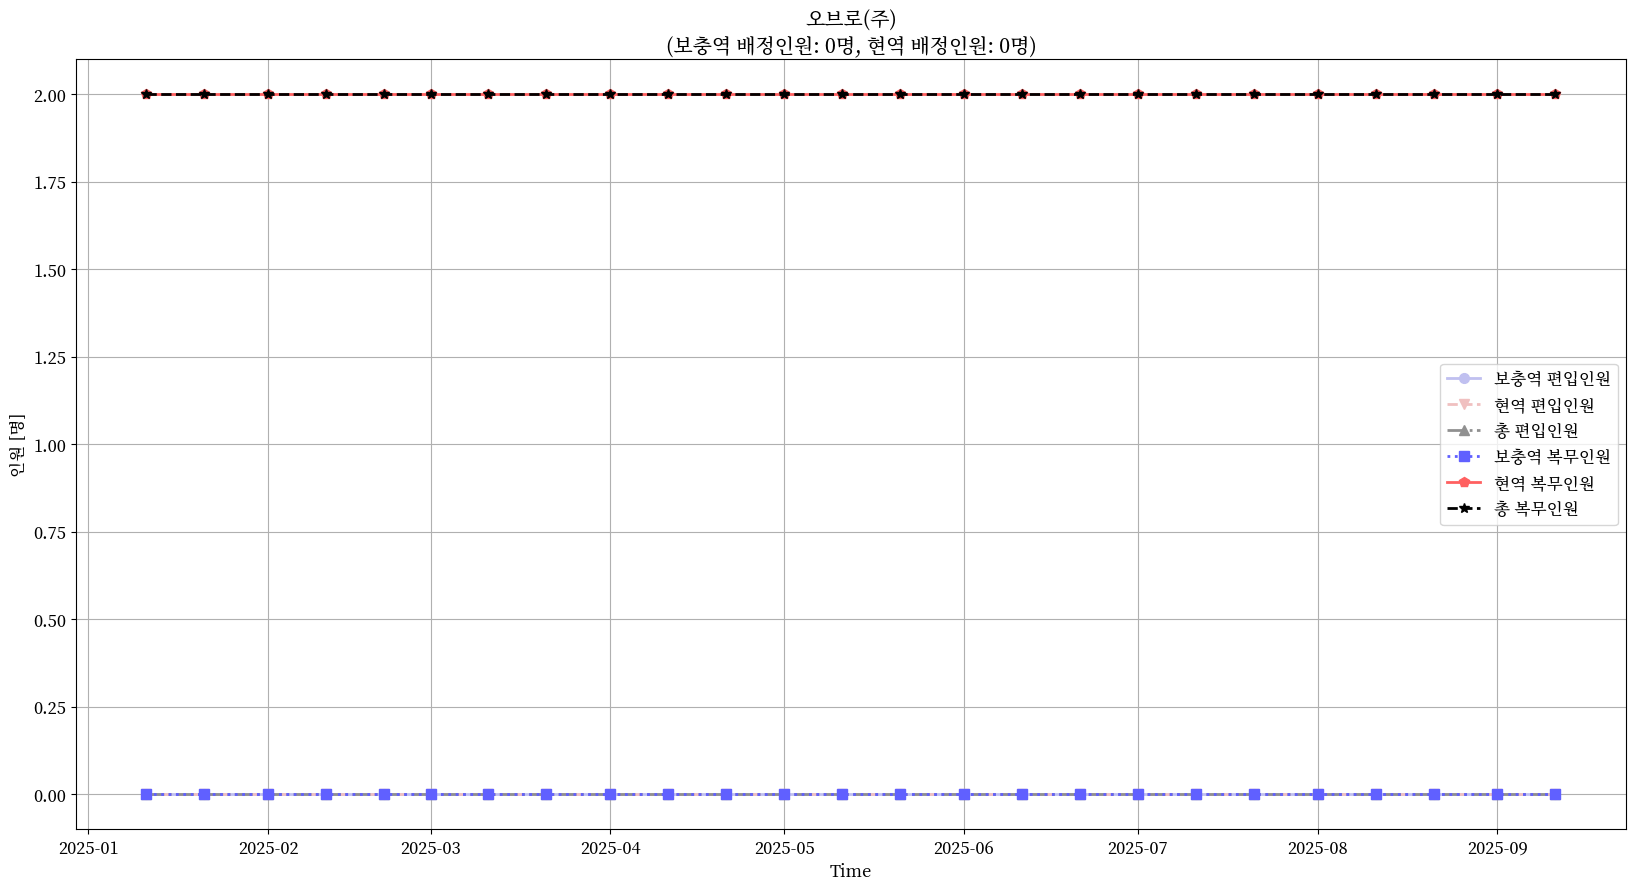 오브로(주)
(보충역 배정인원: 0명, 현역 배정인원: 0명)
2.00
1.75
1.50
1.25
1.00
0.75
0.50
0.25
0.00
인원 [명]
보충역 편입인원
현역 편입인원
총 편입인원
보충역 복무인원
현역 복무인원
총 복무인원
2025-01
2025-02
2025-03
2025-04
2025-05
2025-06
2025-07
2025-08
2025-09
Time